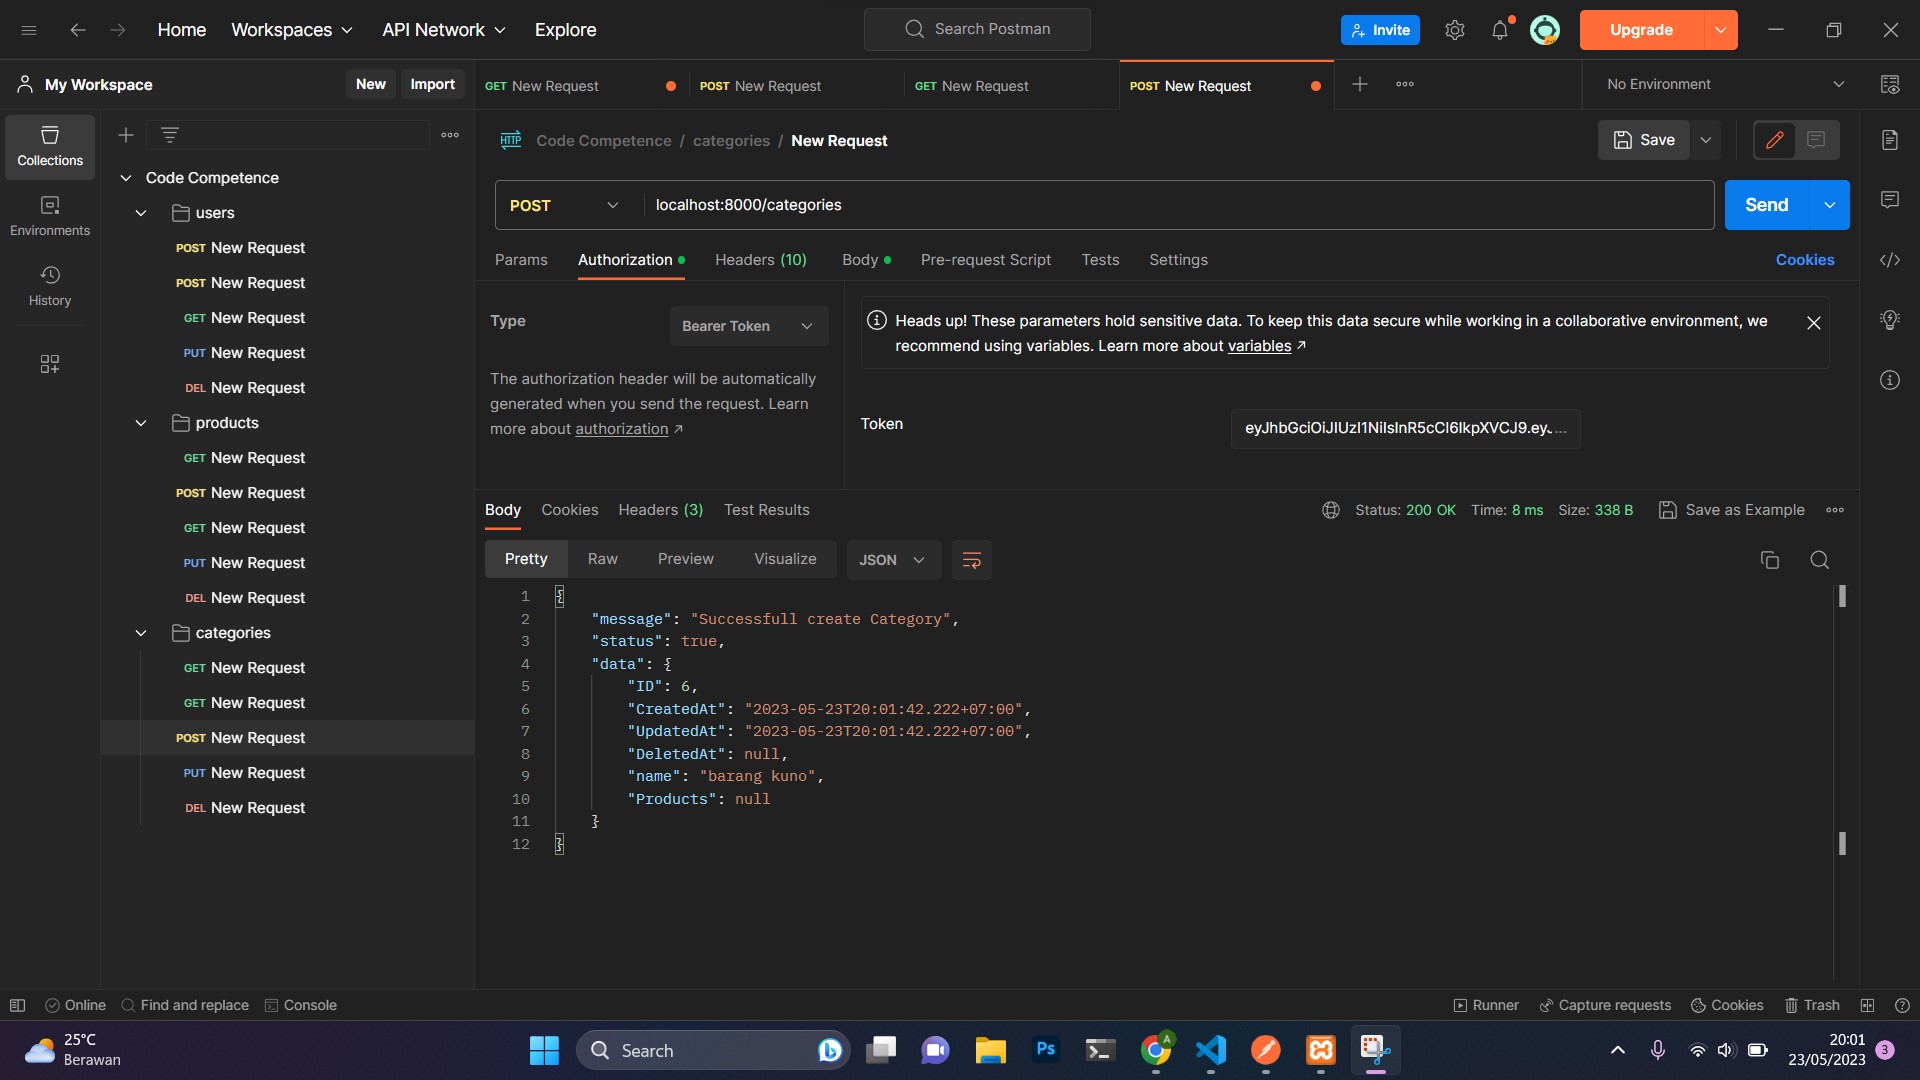 Home Workspaces API Network Explore Search Postman Invite Upgrade
My Workspace New Import GET New Request POST New Request GET New Request POST New Request No Environment
Collections
Environments
History
Code Competence
users
POST New Request
POST New Request
GET New Request
PUT New Request
DEL New Request
products
GET New Request
POST New Request
GET New Request
PUT New Request
DEL New Request
categories
GET New Request
GET New Request
POST New Request
PUT New Request
DEL New Request
HTTP Code Competence / categories / New Request Save
POST localhost:8000/categories Send
Params Authorization Headers (10) Body Pre-request Script Tests Settings Cookies
Type Bearer Token
The authorization header will be automatically
generated when you send the request. Learn
more about authorization ↗
Heads up! These parameters hold sensitive data. To keep this data secure while working in a collaborative environment, we
recommend using variables. Learn more about variables ↗
Token eyJhbGciOiJIUzI1NiIsInR5cCI6IkpXVCJ9.eyJ...
Body Cookies Headers (3) Test Results Status: 200 OK Time: 8 ms Size: 338 B Save as Example
Pretty Raw Preview Visualize JSON
1 {
2 "message": "Successfull create Category",
3 "status": true,
4 "data": {
5 "ID": 6,
6 "CreatedAt": "2023-05-23T20:01:42.222+07:00",
7 "UpdatedAt": "2023-05-23T20:01:42.222+07:00",
8 "DeletedAt": null,
9 "name": "barang kuno",
10 "Products": null
11 }
12 }
Online Find and replace Console Runner Capture requests Cookies Trash
25°C
Berawan
Search
Ps
A
20:01
23/05/2023
3